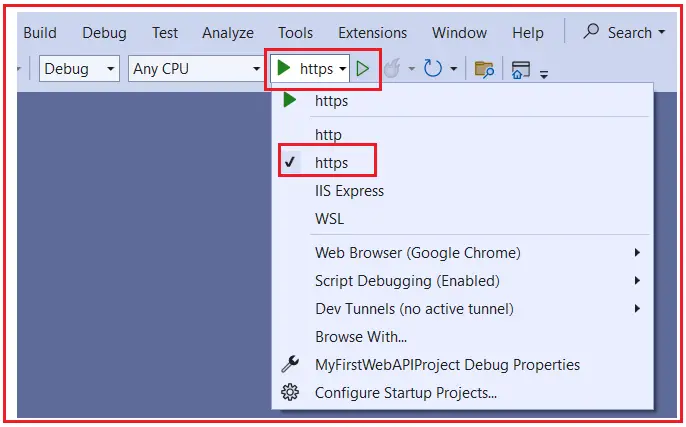 Build Debug Test Analyze Tools Extensions Window Help Search
Debug Any CPU https
https
http
https
IIS Express
WSL
Web Browser (Google Chrome)
Script Debugging (Enabled)
Dev Tunnels (no active tunnel)
Browse With...
MyFirstWebAPIProject Debug Properties
Configure Startup Projects...